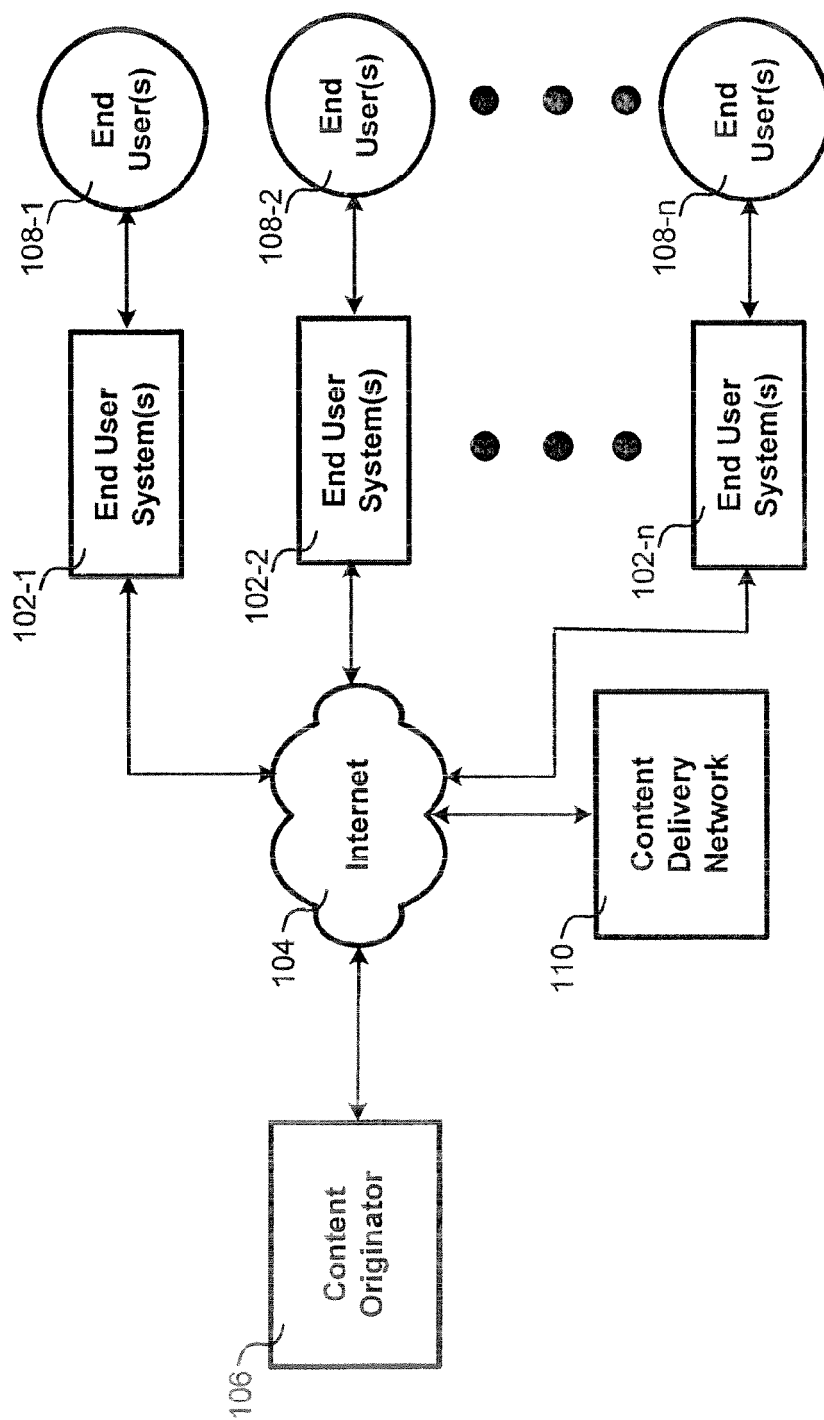 108-1
End
User(s)
102-1
End User
System(s)
108-2
End
User(s)
102-2
End User
System(s)
104
Internet
106
Content
Originator
110
Content
Delivery
Network
102-n
End User
System(s)
108-n
End
User(s)